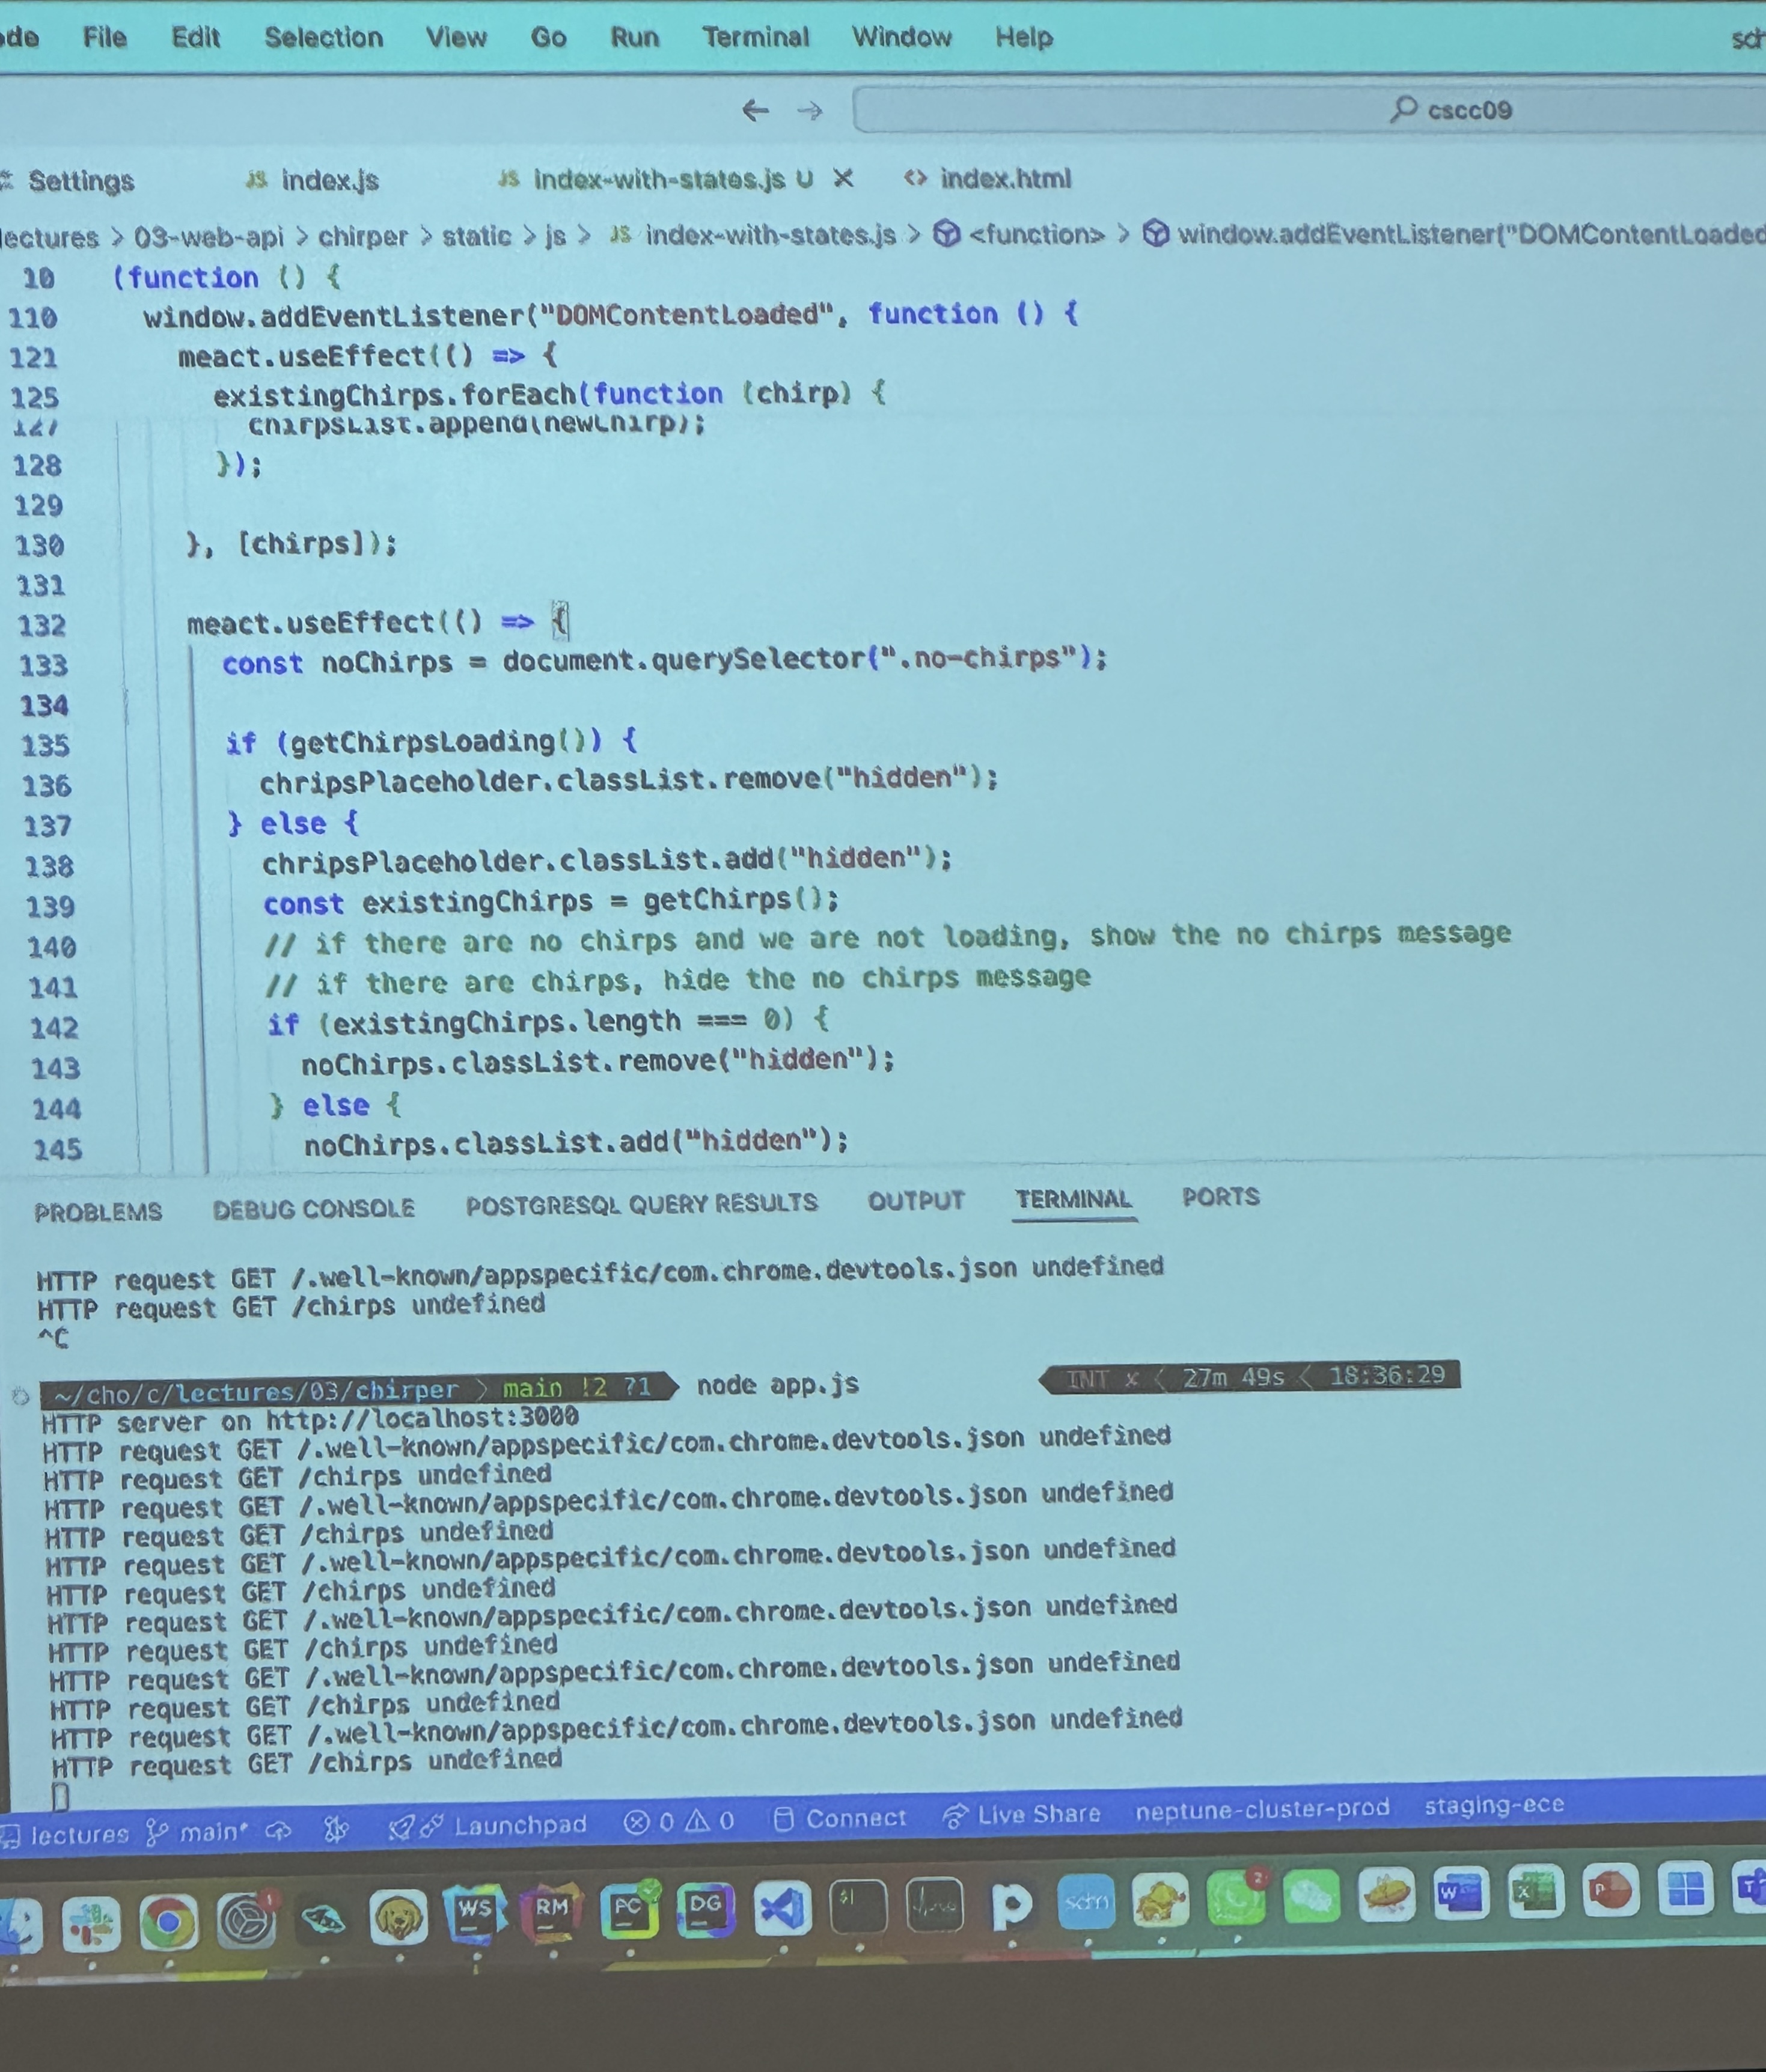 File Edit Selection View Go Run Terminal Window Help
cscc09
Settings index.js index-with-states.js U index.html
lectures > 03-web-api > chirper > static > js > JS index-with-states.js > <function> > window.addEventListener("DOMContentLoaded
10 (function () {
110 window.addEventListener("DOMContentLoaded", function () {
121 meact.useEffect(() => {
125 existingChirps.forEach(function (chirp) {
127 chirpsList.append(newChirp);
128 });
129
130 }, [chirps]);
131
132 meact.useEffect(() => {
133 const noChirps = document.querySelector(".no-chirps");
134
135 if (getChirpsLoading()) {
136 chripsPlaceholder.classList.remove("hidden");
137 } else {
138 chripsPlaceholder.classList.add("hidden");
139 const existingChirps = getChirps();
140 // if there are no chirps and we are not loading, show the no chirps message
141 // if there are chirps, hide the no chirps message
142 if (existingChirps.length === 0) {
143 noChirps.classList.remove("hidden");
144 } else {
145 noChirps.classList.add("hidden");
PROBLEMS DEBUG CONSOLE POSTGRESQL QUERY RESULTS OUTPUT TERMINAL PORTS
HTTP request GET /.well-known/appspecific/com.chrome.devtools.json undefined
HTTP request GET /chirps undefined
^C
~/cho/c/lectures/03/chirper > main !2 ?1 node app.js INT x < 27m 49s < 18:36:29
HTTP server on http://localhost:3000
HTTP request GET /.well-known/appspecific/com.chrome.devtools.json undefined
HTTP request GET /chirps undefined
HTTP request GET /.well-known/appspecific/com.chrome.devtools.json undefined
HTTP request GET /chirps undefined
HTTP request GET /.well-known/appspecific/com.chrome.devtools.json undefined
HTTP request GET /chirps undefined
HTTP request GET /.well-known/appspecific/com.chrome.devtools.json undefined
HTTP request GET /chirps undefined
HTTP request GET /.well-known/appspecific/com.chrome.devtools.json undefined
HTTP request GET /chirps undefined
HTTP request GET /.well-known/appspecific/com.chrome.devtools.json undefined
HTTP request GET /chirps undefined
lectures main* Launchpad 0 0 Connect Live Share neptune-cluster-prod staging-ece
WS RM PC DG